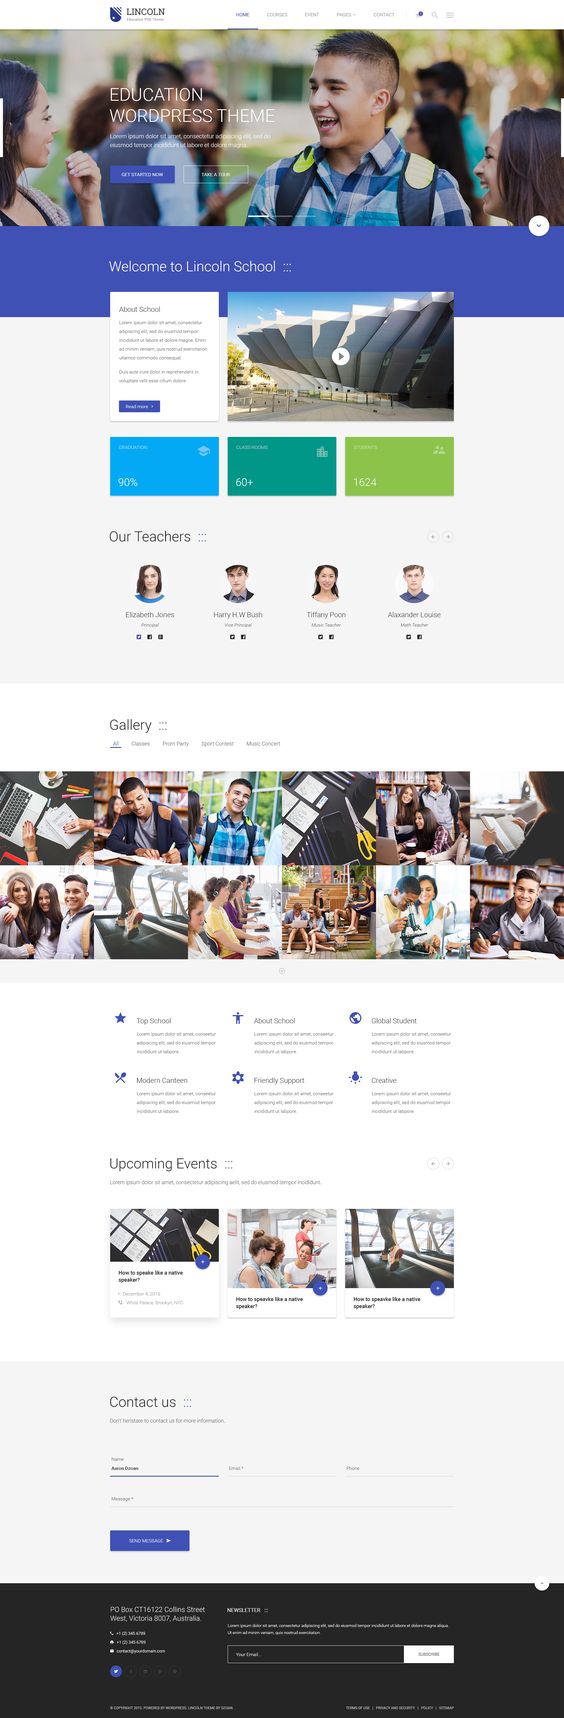 LINCOLN
Education PSD Theme
HOME
COURSES
EVENT
PAGES
CONTACT
EDUCATION
WORDPRESS THEME
Lorem ipsum dolor sit amet, consectetur adipiscing elit, sed do
eiusmod tempor incididunt ut labore et dolore magna.
GET STARTED NOW
TAKE A TOUR
Welcome to Lincoln School :::
About School
Lorem ipsum dolor sit amet, consectetur
adipiscing elit, sed do eiusmod tempor
incididunt ut labore et dolore magna. Enim
ad minim veniam, quis nostrud exercitation
ullamco commodo consequat.
Duis aute irure dolor in reprehenderit in
voluptate velit esse cillum dolore.
Read more
GRADUATION
90%
CLASS ROOMS
60+
STUDENTS
1624
Our Teachers :::
Elizabeth Jones
Principal
Harry H.W Bush
Vice Principal
Tiffany Poon
Music Teacher
Alaxander Louise
Math Teacher
Gallery :::
All
Classes
Prom Party
Sport Contest
Music Concert
Top School
Lorem ipsum dolor sit amet, conseetur
adipiscing elit, sed do eiusmod tempor
incididunt ut labpore.
About School
Lorem ipsum dolor sit amet, conseetur
adipiscing elit, sed do eiusmod tempor
incididunt ut labpore.
Global Student
Lorem ipsum dolor sit amet, conseetur
adipiscing elit, sed do eiusmod tempor
incididunt ut labpore.
Modern Canteen
Lorem ipsum dolor sit amet, conseetur
adipiscing elit, sed do eiusmod tempor
incididunt ut labpore.
Friendly Support
Lorem ipsum dolor sit amet, conseetur
adipiscing elit, sed do eiusmod tempor
incididunt ut labpore.
Creative
Lorem ipsum dolor sit amet, conseetur
adipiscing elit, sed do eiusmod tempor
incididunt ut labpore.
Upcoming Events :::
Lorem ipsum dolor sit amet, consectetur adipiscing aelit, sed do eiusmod tempor incididunt.
How to speake like a native
speaker?
December 4, 2016
White Palace, Brooklyn, NYC
How to speavke like a native
speaker?
How to speavke like a native
speaker?
Contact us :::
Don't heristate to contact us for more information.
Name
Aaron Dzoan
Email *
Phone
Message *
SEND MESSAGE
PO Box CT16122 Collins Street
West, Victoria 8007, Australia.
+1 (2) 345 6789
+1 (2) 345 6789
contact@yourdomain.com
NEWSLETTER :::
Lorem ipsum dolor sit amet, consectetur adipiscing elit, sed do eiusmod tempor incididunt ut labore et dolore magna aliqua.
Ut enim ad minim veniam, quis nostrud exercitation.
Your Email...
SUBSCRIBE
© COPYRIGHT 2015. POWERED BY WORDPRESS. LINCOLN THEME BY DZOAN.
TERMS OF USE | PRIVACY AND SECURITY | POLICY | SITEMAP